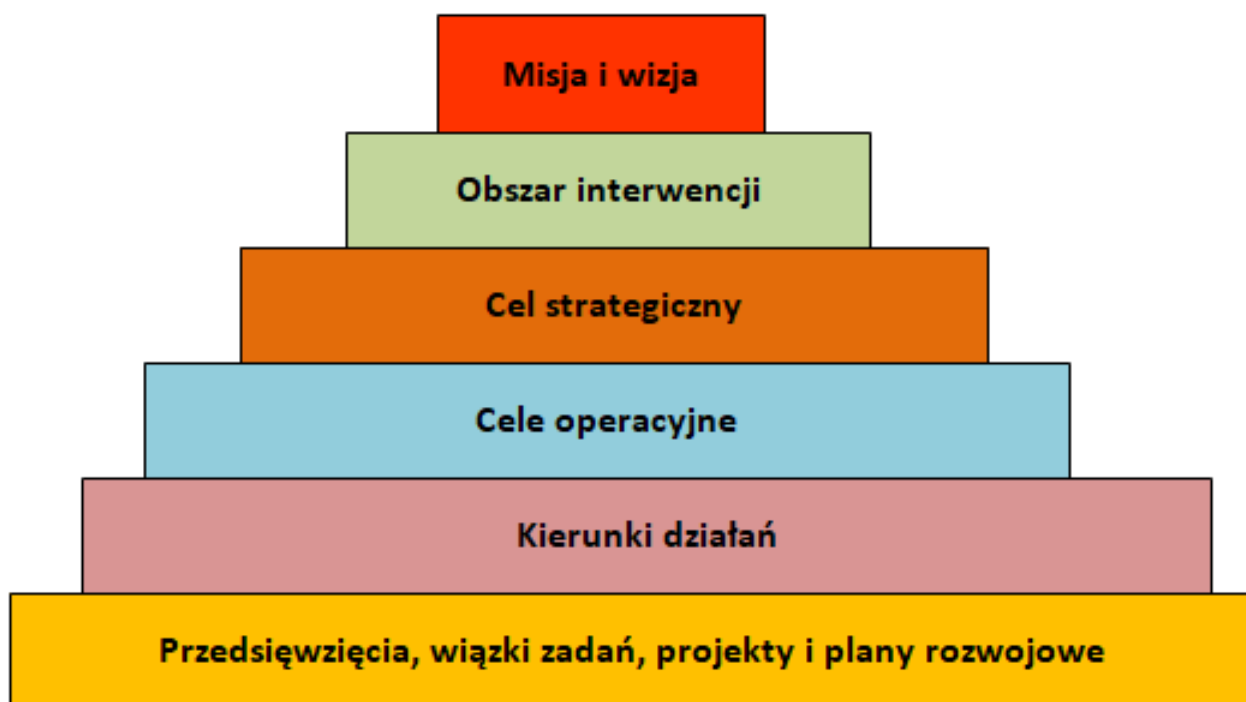 Misja i wizja
Obszar interwencji
Cel strategiczny
Cele operacyjne
Kierunki działań
Przedsięwzięcia, wiązki zadań, projekty i plany rozwojowe